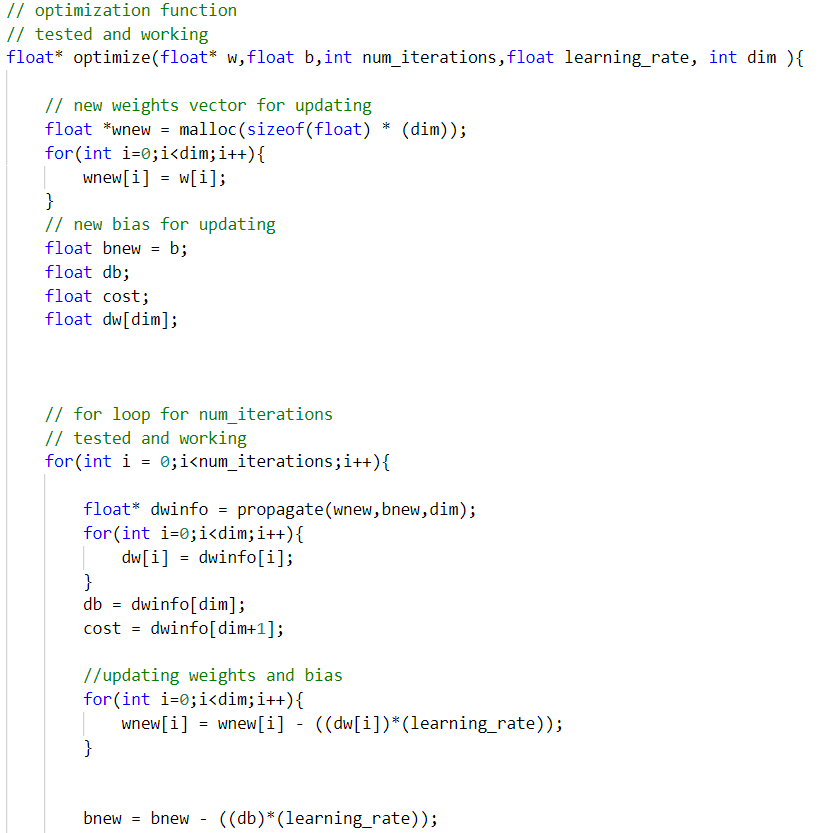 // optimization function
// tested and working
float* optimize(float* w,float b,int num_iterations,float learning_rate, int dim ){
    // new weights vector for updating
    float *wnew = malloc(sizeof(float) * (dim));
    for(int i=0;i<dim;i++){
        wnew[i] = w[i];
    }
    // new bias for updating
    float bnew = b;
    float db;
    float cost;
    float dw[dim];
    // for loop for num_iterations
    // tested and working
    for(int i = 0;i<num_iterations;i++){
        float* dwinfo = propagate(wnew,bnew,dim);
        for(int i=0;i<dim;i++){
            dw[i] = dwinfo[i];
        }
        db = dwinfo[dim];
        cost = dwinfo[dim+1];
        //updating weights and bias
        for(int i=0;i<dim;i++){
            wnew[i] = wnew[i] - ((dw[i])*(learning_rate));
        }
        bnew = bnew - ((db)*(learning_rate));